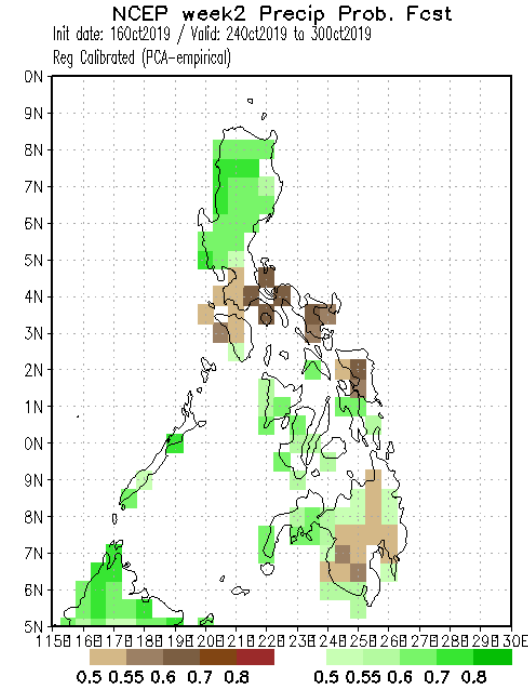 NCEP week2 Precip Prob. Fcst
Init date: 16Oct2019 / Valid: 24Oct2019 to 30Oct2019
Reg Calibrated (PCA-empirical)
0N
9N
8N
7N
6N
5N
4N
3N
2N
1N
0N
9N
8N
7N
6N
5N
115E 116E 117E 118E 119E 120E 121E 122E 123E 124E 125E 126E 127E 128E 129E 130E
0.5 0.55 0.6 0.7 0.8 0.5 0.55 0.6 0.7 0.8